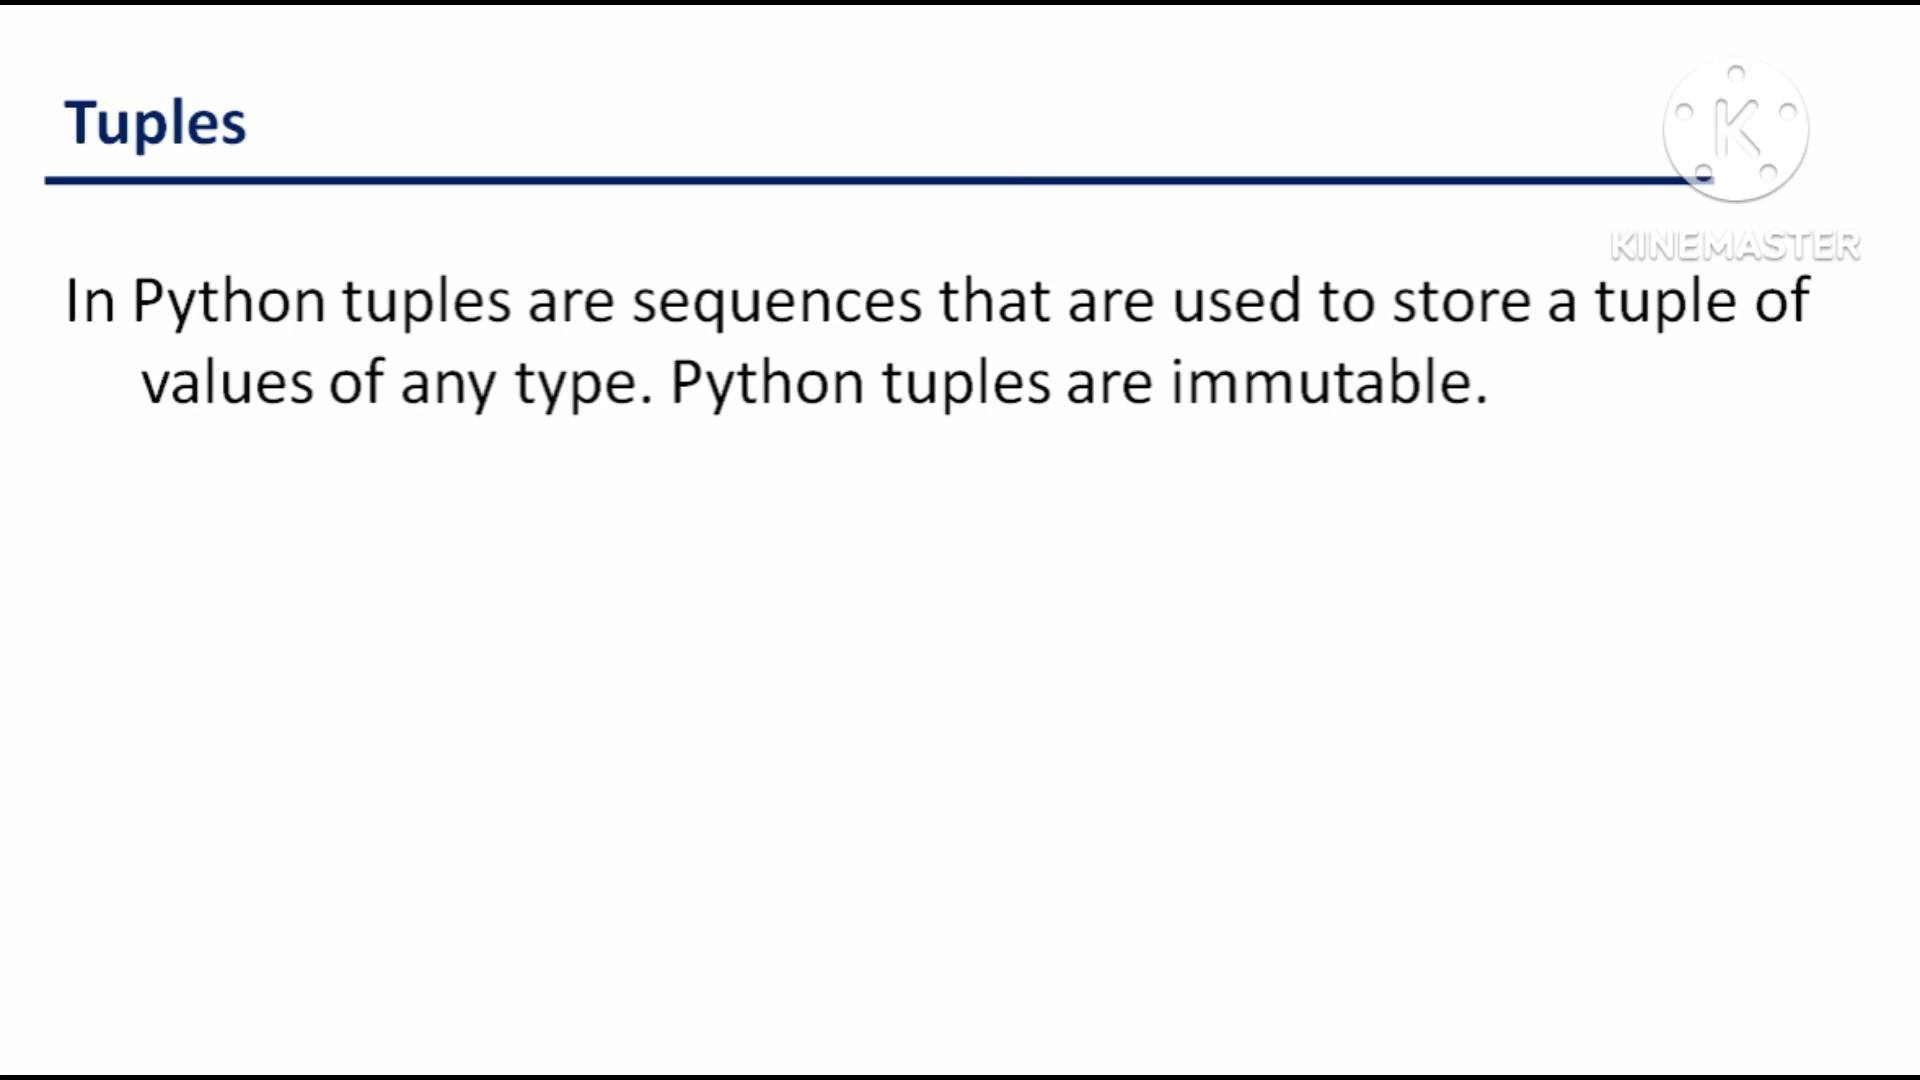 Tuples
K
KINEMASTER
In Python tuples are sequences that are used to store a tuple of
values of any type. Python tuples are immutable.